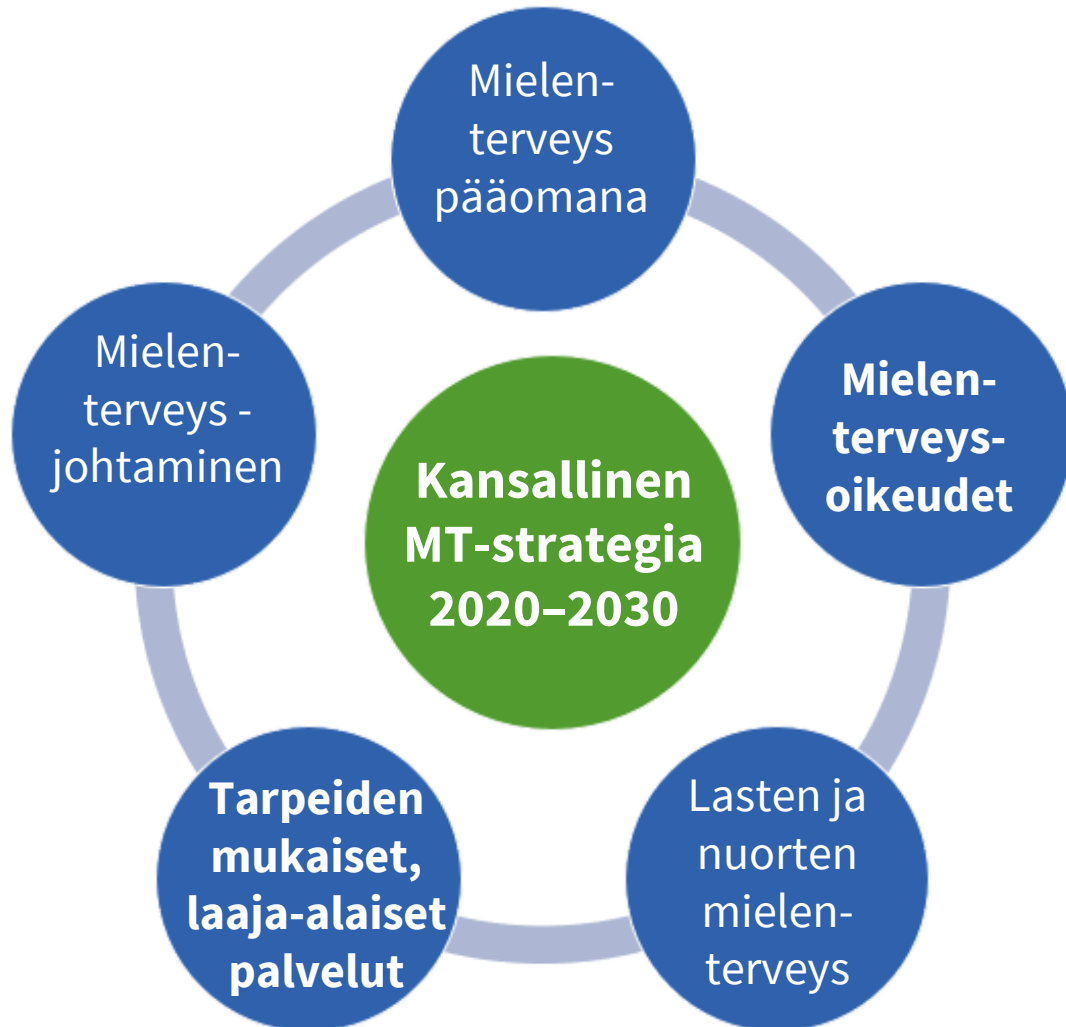 Mielen-
terveys
pääomana
Mielen-
terveys-
oikeudet
Lasten ja
nuorten
mielen-
terveys
Tarpeiden
mukaiset,
laaja-alaiset
palvelut
Mielen-
terveys -
johtaminen
Kansallinen
MT-strategia
2020–2030